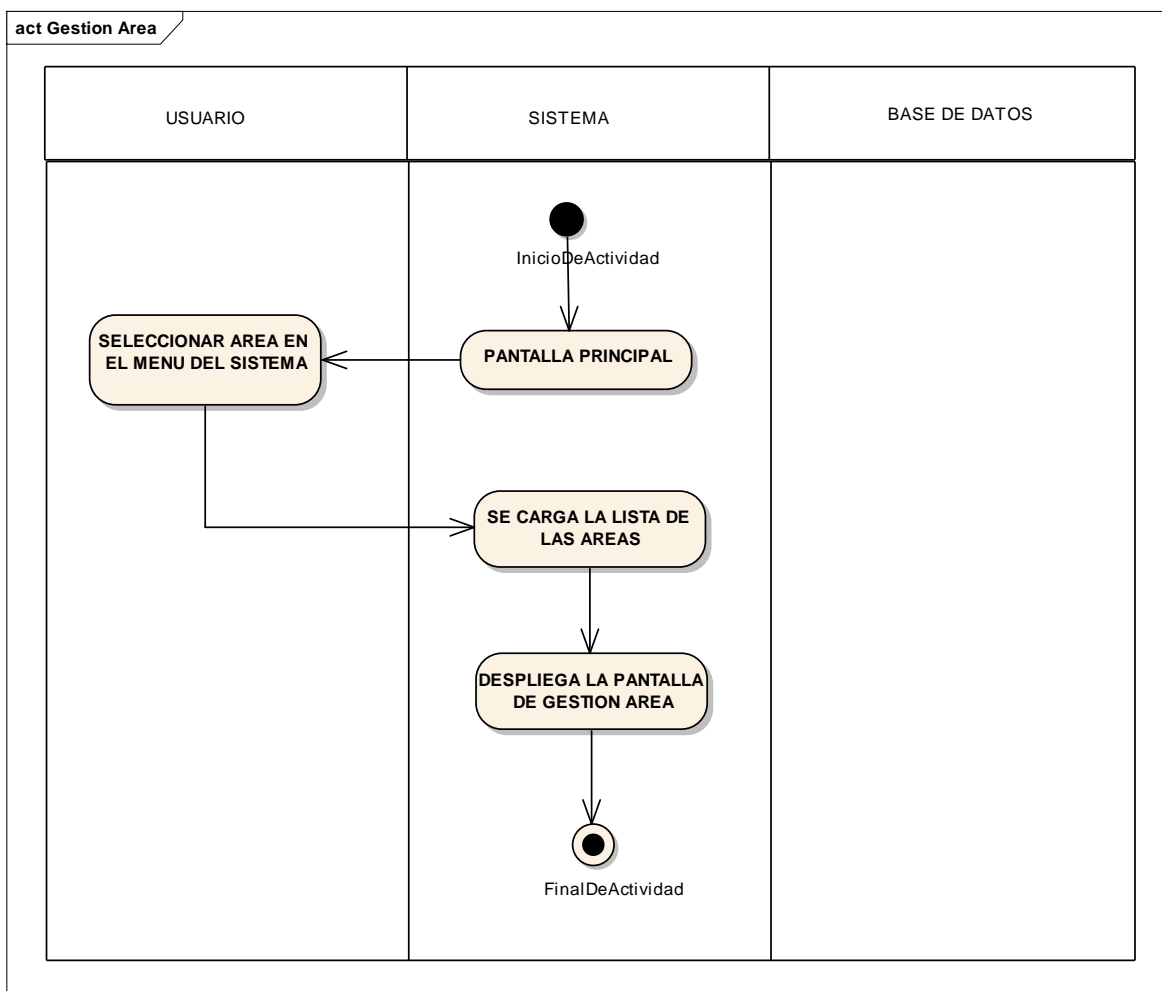 act Gestion Area
USUARIO
SISTEMA
BASE DE DATOS
InicioDeActividad
PANTALLA PRINCIPAL
SELECCIONAR AREA EN
EL MENU DEL SISTEMA
SE CARGA LA LISTA DE
LAS AREAS
DESPLIEGA LA PANTALLA
DE GESTION AREA
FinalDeActividad